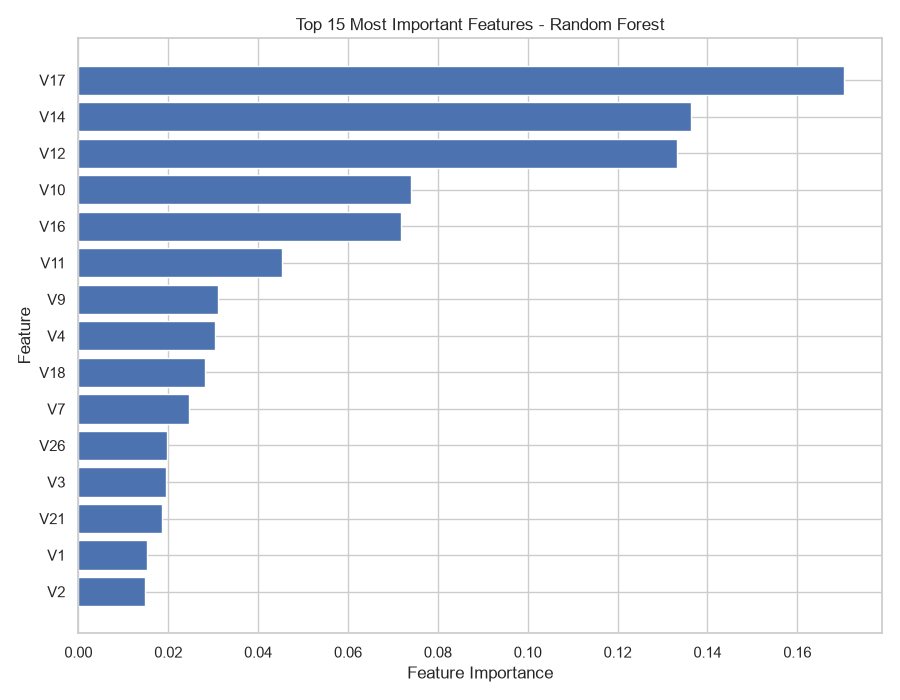 Top 15 Most Important Features - Random Forest
V17
V14
V12
V10
V16
V11
V9
V4
V18
V7
V26
V3
V21
V1
V2
Feature
0.00 0.02 0.04 0.06 0.08 0.10 0.12 0.14 0.16
Feature Importance